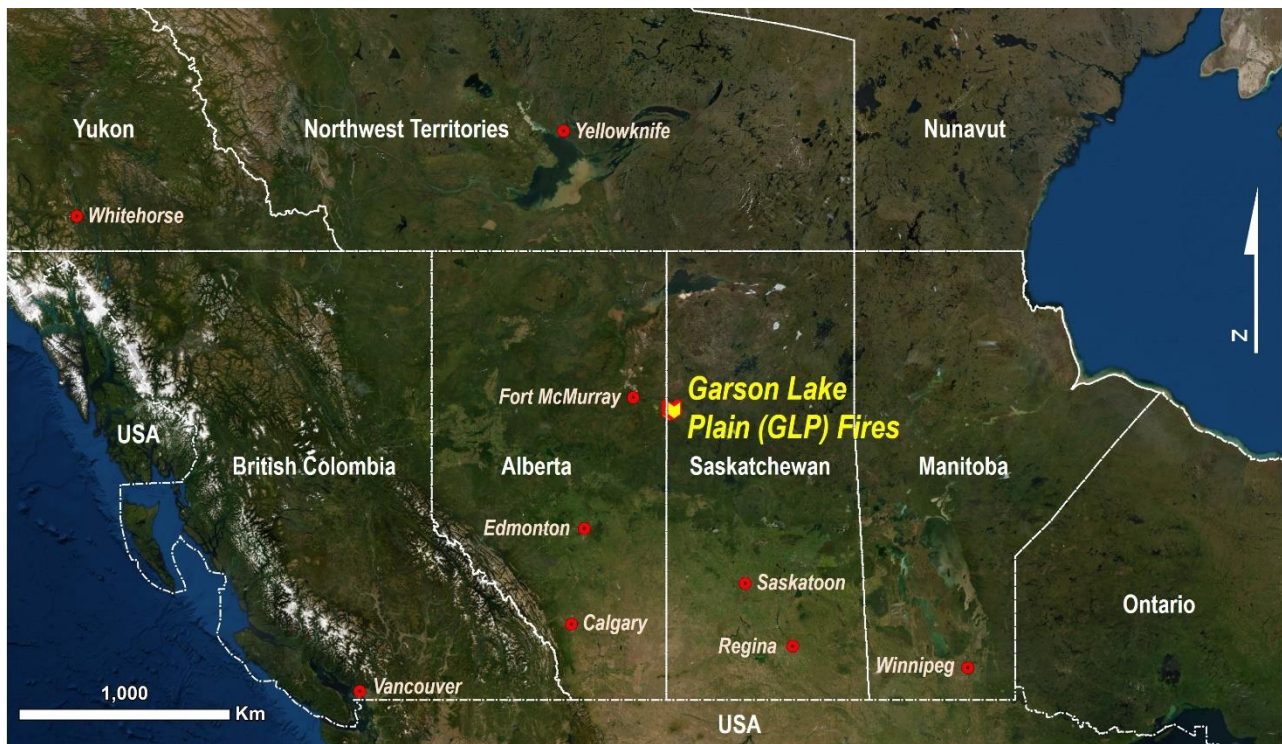 Yukon
Northwest Territories
Yellowknife
Nunavut
Whitehorse
Z
Fort McMurray
Garson Lake
Plain (GLP) Fires
USA
British Colombia
Alberta
Saskatchewan
Manitoba
Edmonton
Saskatoon
Ontario
Calgary
Regina
Winnipeg
Vancouver
1,000
Km
USA